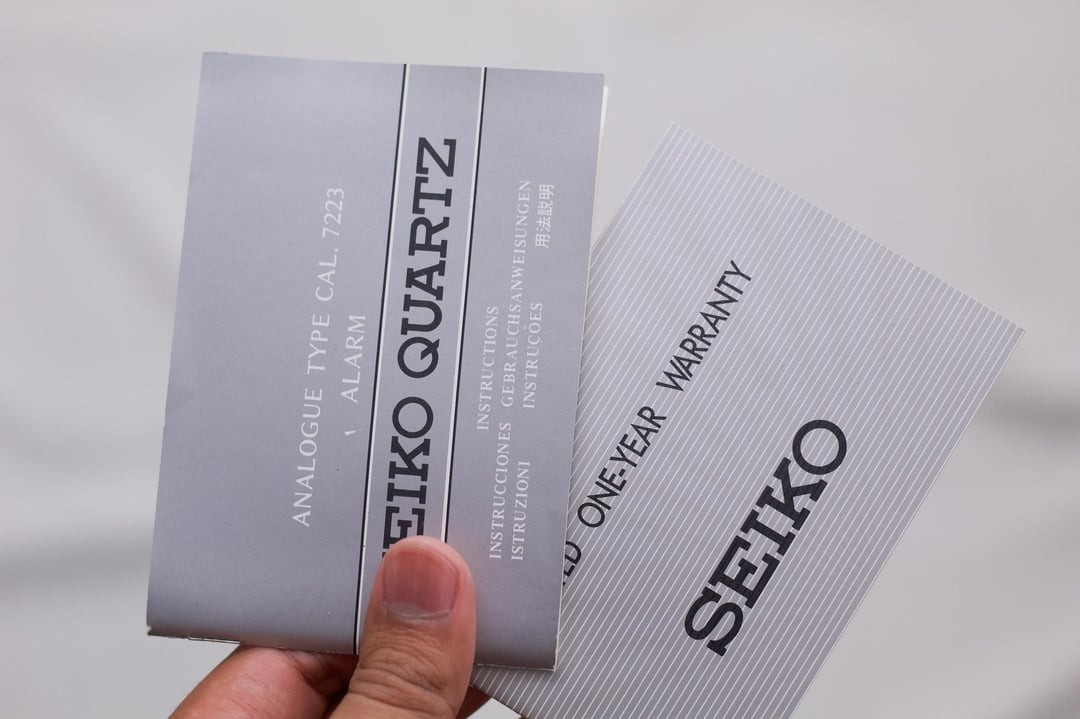 ANALOGUE TYPE CAL. 7223
ALARM
SEIKO QUARTZ
INSTRUCTIONS
INSTRUCCIONES GEBRAUCHSANWEISUNGEN
ISTRUZIONI INSTRUÇÕES 用法説明
ONE-YEAR WARRANTY
SEIKO